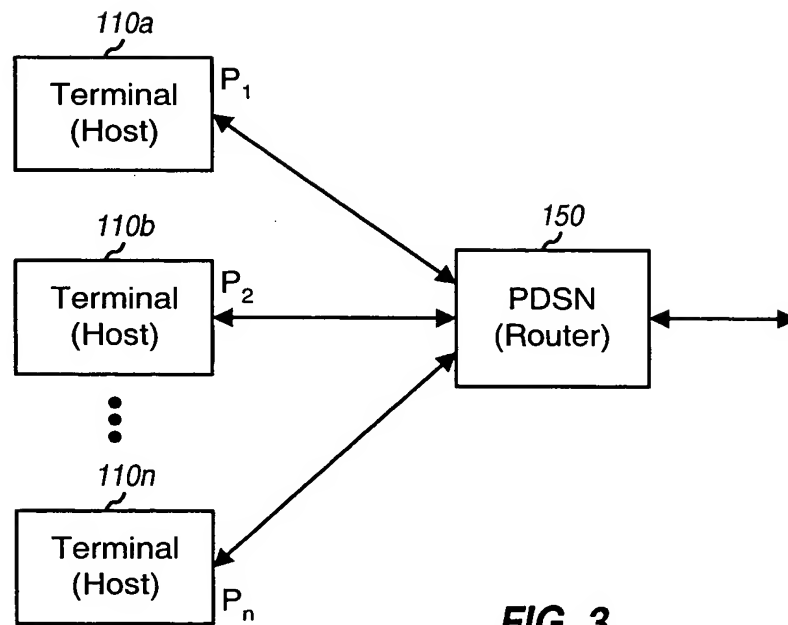 110a
Terminal
(Host)
P₁
110b
Terminal
(Host)
P₂
150
PDSN
(Router)
110n
Terminal
(Host)
Pₙ
FIG. 3